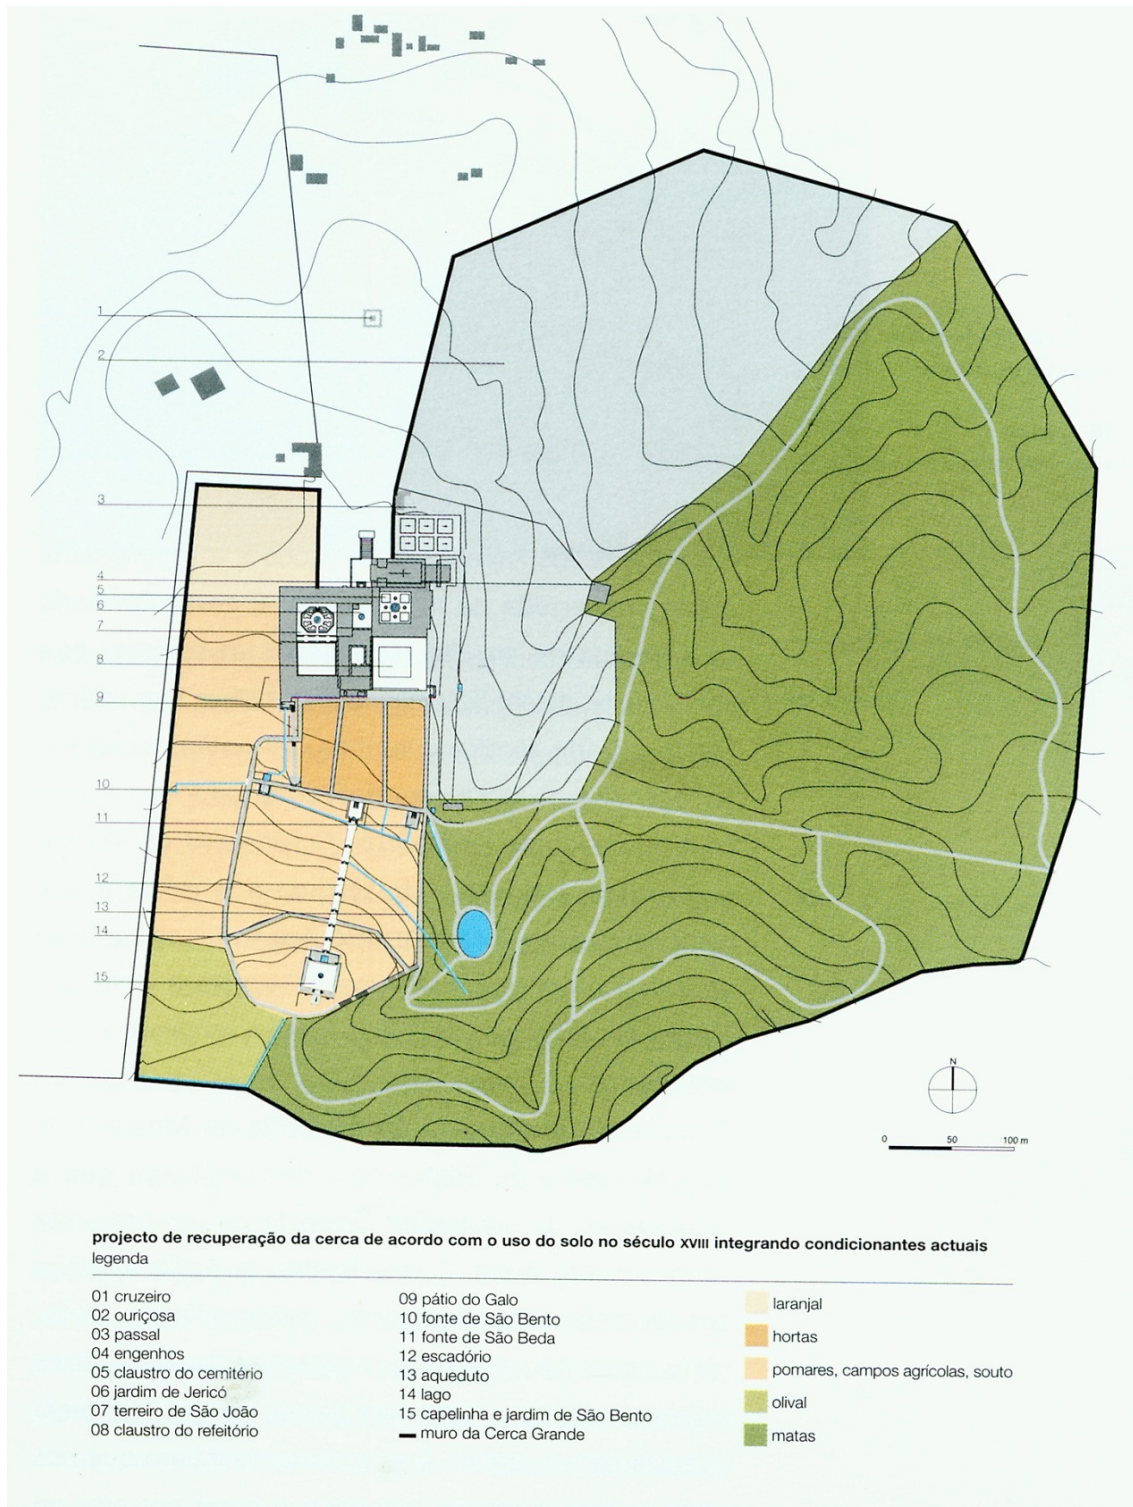 1
2
3
4
5
6
7
8
9
10
11
12
13
14
15
N
0 50 100 m
projecto de recuperação da cerca de acordo com o uso do solo no século XVIII integrando condicionantes actuais
legenda
01 cruzeiro
02 ouriçosa
03 passal
04 engenhos
05 claustro do cemitério
06 jardim de Jericó
07 terreiro de São João
08 claustro do refeitório
09 pátio do Galo
10 fonte de São Bento
11 fonte de São Beda
12 escadório
13 aqueduto
14 lago
15 capelinha e jardim de São Bento
muro da Cerca Grande
laranjal
hortas
pomares, campos agrícolas, souto
olival
matas